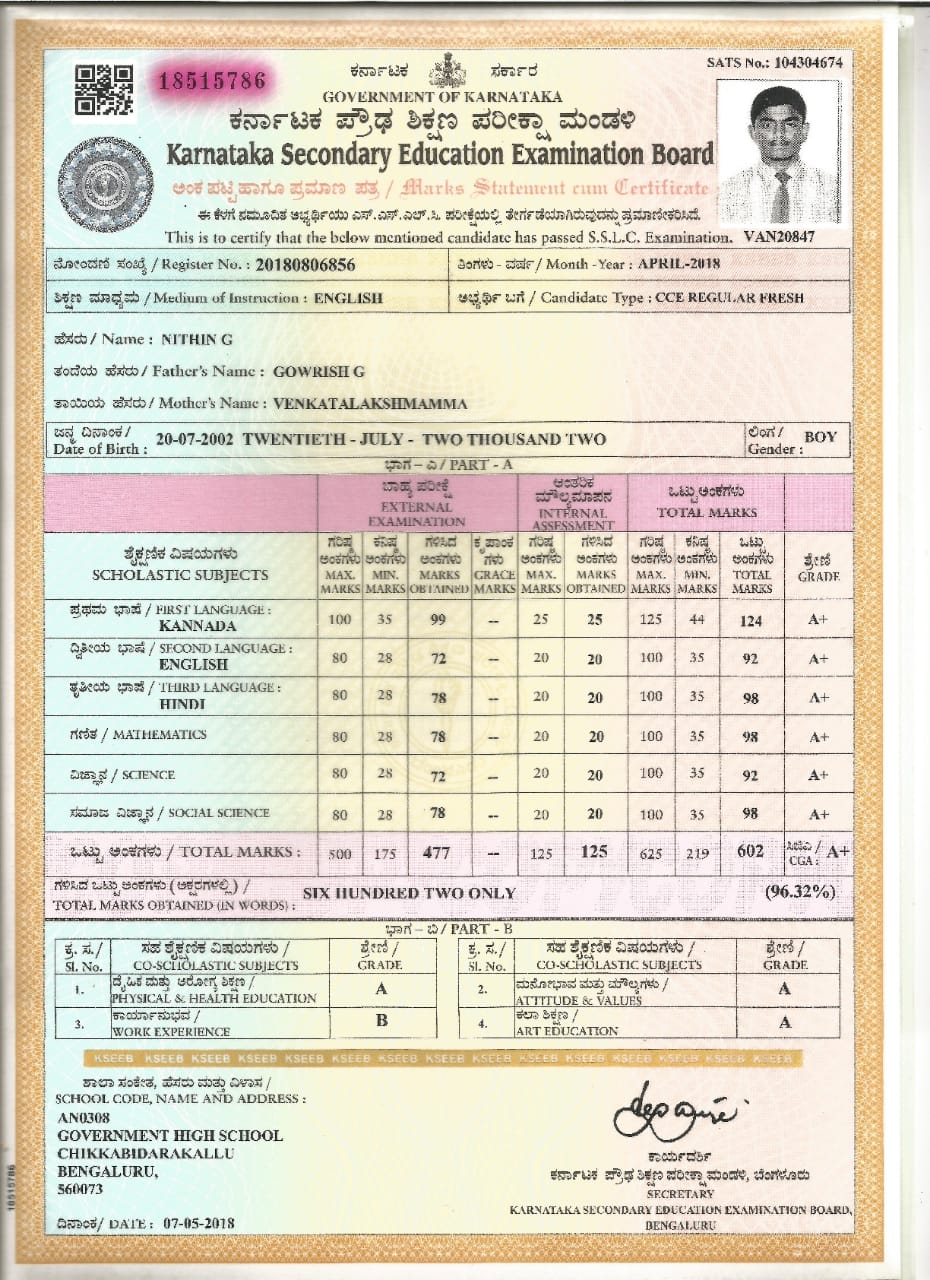 18515786
ಕರ್ನಾಟಕ ಸರ್ಕಾರ
SATS No.: 104304674
GOVERNMENT OF KARNATAKA
ಕರ್ನಾಟಕ ಪ್ರೌಢ ಶಿಕ್ಷಣ ಪರೀಕ್ಷಾ ಮಂಡಳಿ
Karnataka Secondary Education Examination Board
ಅಂಕ ಪಟ್ಟಿ ಹಾಗೂ ಪ್ರಮಾಣ ಪತ್ರ / Marks Statement cum Certificate
ಈ ಕೆಳಗೆ ನಮೂದಿತ ಅಭ್ಯರ್ಥಿಯು ಎಸ್.ಎಸ್.ಎಲ್.ಸಿ. ಪರೀಕ್ಷೆಯಲ್ಲಿ ತೇರ್ಗಡೆಯಾಗಿರುವುದನ್ನು ಪ್ರಮಾಣೀಕರಿಸಿದೆ.
This is to certify that the below mentioned candidate has passed S.S.L.C. Examination. VAN20847
ನೋಂದಣಿ ಸಂಖ್ಯೆ / Register No. : 20180806856
ತಿಂಗಳು - ವರ್ಷ / Month -Year : APRIL-2018
ಶಿಕ್ಷಣ ಮಾಧ್ಯಮ / Medium of Instruction : ENGLISH
ಅಭ್ಯರ್ಥಿ ಬಗೆ / Candidate Type : CCE REGULAR FRESH
ಹೆಸರು / Name : NITHIN G
ತಂದೆಯ ಹೆಸರು / Father's Name : GOWRISH G
ತಾಯಿಯ ಹೆಸರು / Mother's Name : VENKATALAKSHMAMMA
ಜನ್ಮ ದಿನಾಂಕ /
Date of Birth : 20-07-2002 TWENTIETH - JULY - TWO THOUSAND TWO
ಲಿಂಗ /
Gender : BOY
ಭಾಗ – ಎ / PART - A
ಬಾಹ್ಯ ಪರೀಕ್ಷೆ
EXTERNAL
EXAMINATION
ಆಂತರಿಕ
ಮೌಲ್ಯಮಾಪನ
INTERNAL
ASSESSMENT
ಒಟ್ಟು ಅಂಕಗಳು
TOTAL MARKS
ಶೈಕ್ಷಣಿಕ ವಿಷಯಗಳು
SCHOLASTIC SUBJECTS
ಗರಿಷ್ಠ ಅಂಕಗಳು MAX. MARKS
ಕನಿಷ್ಠ ಅಂಕಗಳು MIN. MARKS
ಗಳಿಸಿದ ಅಂಕಗಳು MARKS OBTAINED
ಕೃಪಾಂಕಗಳು GRACE MARKS
ಗರಿಷ್ಠ ಅಂಕಗಳು MAX. MARKS
ಗಳಿಸಿದ ಅಂಕಗಳು MARKS OBTAINED
ಗರಿಷ್ಠ ಅಂಕಗಳು MAX. MARKS
ಕನಿಷ್ಠ ಅಂಕಗಳು MIN. MARKS
ಒಟ್ಟು ಅಂಕಗಳು TOTAL MARKS
ಶ್ರೇಣಿ GRADE
ಪ್ರಥಮ ಭಾಷೆ / FIRST LANGUAGE :
KANNADA 100 35 99 -- 25 25 125 44 124 A+
ದ್ವಿತೀಯ ಭಾಷೆ / SECOND LANGUAGE :
ENGLISH 80 28 72 -- 20 20 100 35 92 A+
ತೃತೀಯ ಭಾಷೆ / THIRD LANGUAGE :
HINDI 80 28 78 -- 20 20 100 35 98 A+
ಗಣಿತ / MATHEMATICS 80 28 78 -- 20 20 100 35 98 A+
ವಿಜ್ಞಾನ / SCIENCE 80 28 72 -- 20 20 100 35 92 A+
ಸಮಾಜ ವಿಜ್ಞಾನ / SOCIAL SCIENCE 80 28 78 -- 20 20 100 35 98 A+
ಒಟ್ಟು ಅಂಕಗಳು / TOTAL MARKS : 500 175 477 -- 125 125 625 219 602 ಸಿಜಿಎ / CGA : A+
ಗಳಿಸಿದ ಒಟ್ಟು ಅಂಕಗಳು (ಅಕ್ಷರಗಳಲ್ಲಿ) /
TOTAL MARKS OBTAINED (IN WORDS) : SIX HUNDRED TWO ONLY (96.32%)
ಭಾಗ – ಬಿ / PART - B
ಕ್ರ. ಸ. / Sl. No.
ಸಹ ಶೈಕ್ಷಣಿಕ ವಿಷಯಗಳು / CO-SCHOLASTIC SUBJECTS
ಶ್ರೇಣಿ / GRADE
ಕ್ರ. ಸ. / Sl. No.
ಸಹ ಶೈಕ್ಷಣಿಕ ವಿಷಯಗಳು / CO-SCHOLASTIC SUBJECTS
ಶ್ರೇಣಿ / GRADE
1. ದೈಹಿಕ ಮತ್ತು ಆರೋಗ್ಯ ಶಿಕ್ಷಣ / PHYSICAL & HEALTH EDUCATION A
2. ಮನೋಭಾವ ಮತ್ತು ಮೌಲ್ಯಗಳು / ATTITUDE & VALUES A
3. ಕಾರ್ಯಾನುಭವ / WORK EXPERIENCE B
4. ಕಲಾ ಶಿಕ್ಷಣ / ART EDUCATION A
KSEEB KSEEB KSEEB KSEEB KSEEB KSEEB KSEEB KSEEB KSEEB KSEEB KSEEB KSEEB KSEEB KSEEB KSEEB
ಶಾಲಾ ಸಂಕೇತ, ಹೆಸರು ಮತ್ತು ವಿಳಾಸ /
SCHOOL CODE, NAME AND ADDRESS :
AN0308
GOVERNMENT HIGH SCHOOL
CHIKKABIDARAKALLU
BENGALURU,
560073
ದಿನಾಂಕ/ DATE : 07-05-2018
ಕಾರ್ಯದರ್ಶಿ
ಕರ್ನಾಟಕ ಪ್ರೌಢ ಶಿಕ್ಷಣ ಪರೀಕ್ಷಾ ಮಂಡಳಿ, ಬೆಂಗಳೂರು
SECRETARY
KARNATAKA SECONDARY EDUCATION EXAMINATION BOARD,
BENGALURU
18515786